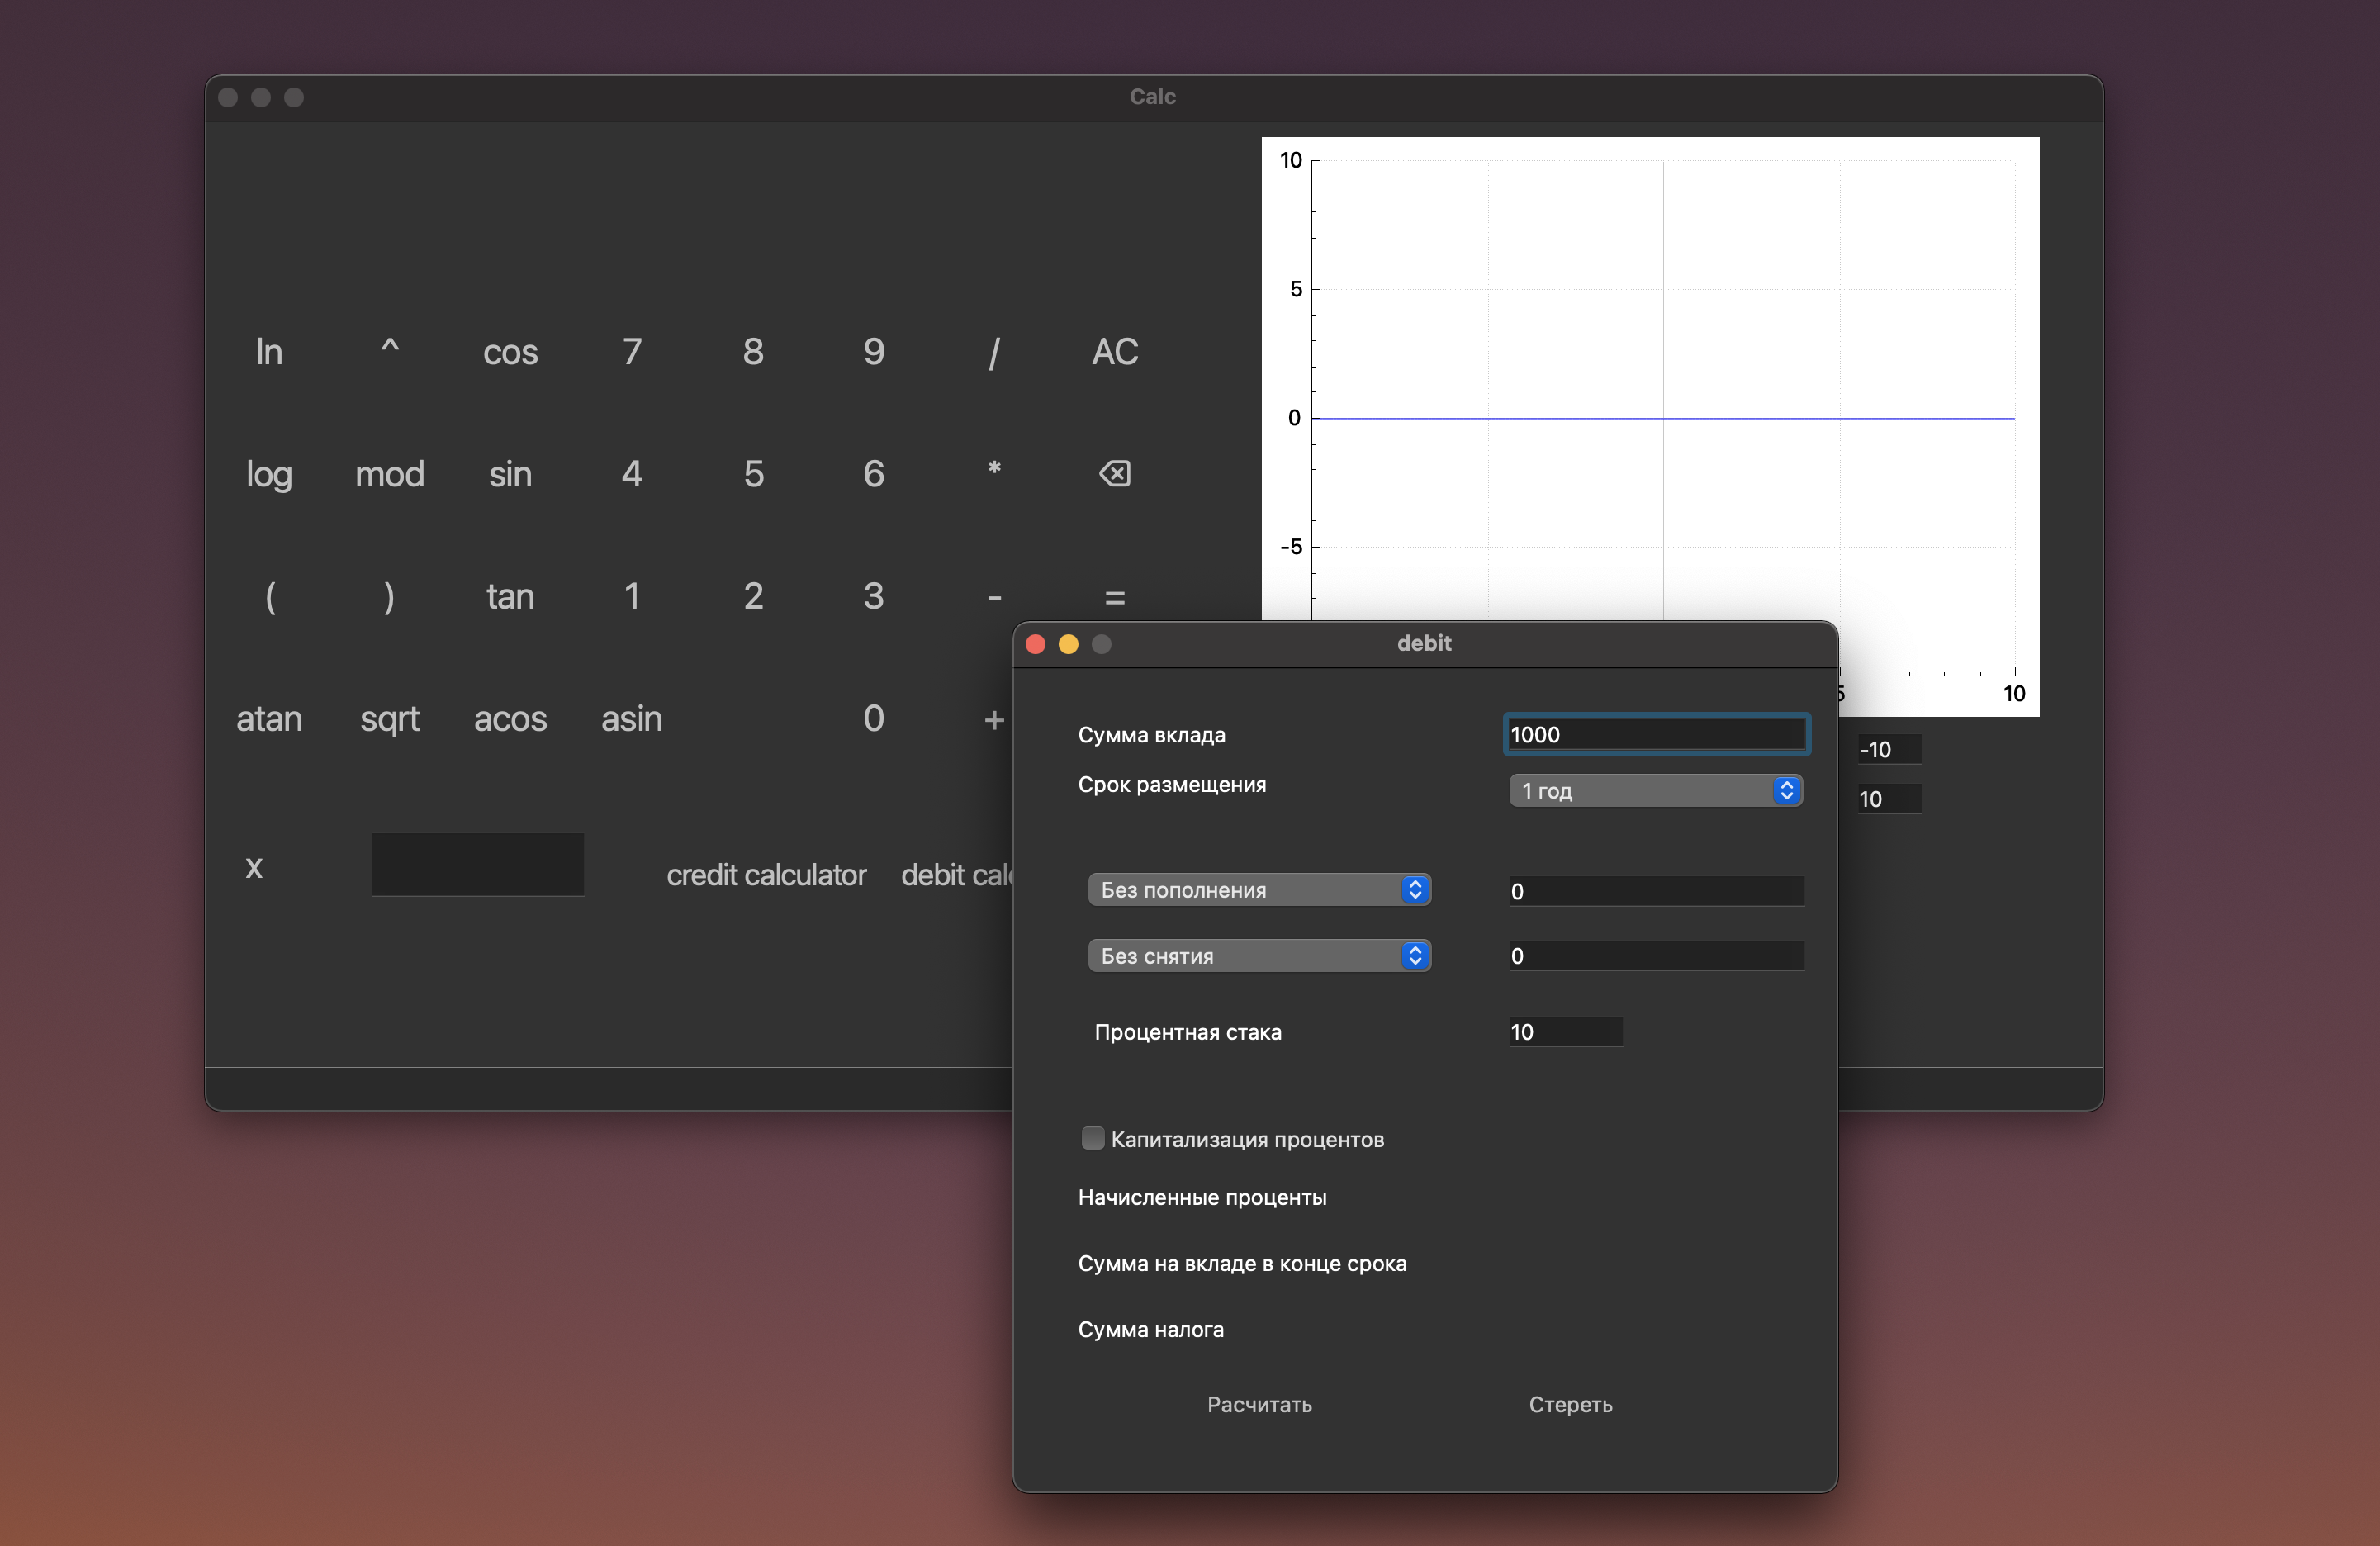 Calc
ln ^ cos 7 8 9 / AC
log mod sin 4 5 6 *
( ) tan 1 2 3 - =
atan sqrt acos asin 0 +
x
credit calculator debit
10
5
0
-5
10
-10
10
debit
Сумма вклада 1000
Срок размещения 1 год
Без пополнения 0
Без снятия 0
Процентная стака 10
Капитализация процентов
Начисленные проценты
Сумма на вкладе в конце срока
Сумма налога
Расчитать Стереть